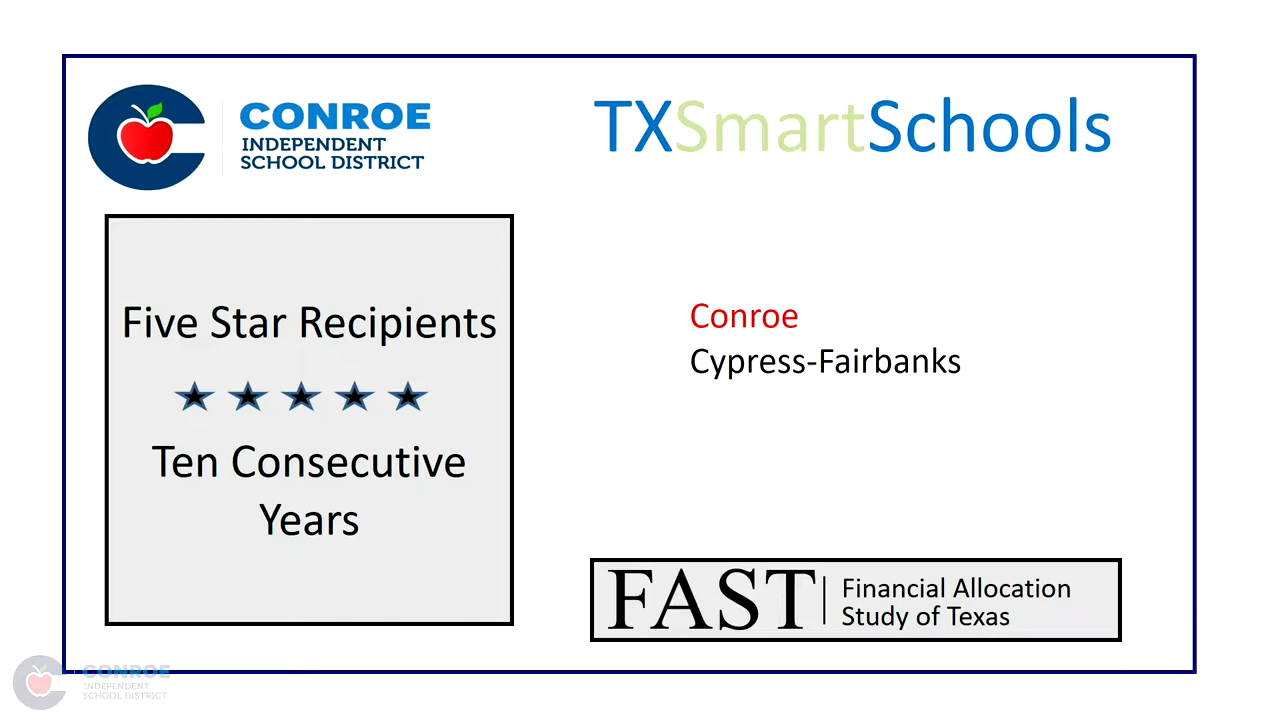 CONROE
INDEPENDENT
SCHOOL DISTRICT
TXSmartSchools
Five Star Recipients
Ten Consecutive
Years
Conroe
Cypress-Fairbanks
FAST
Financial Allocation
Study of Texas
CONROE
INDEPENDENT
SCHOOL DISTRICT